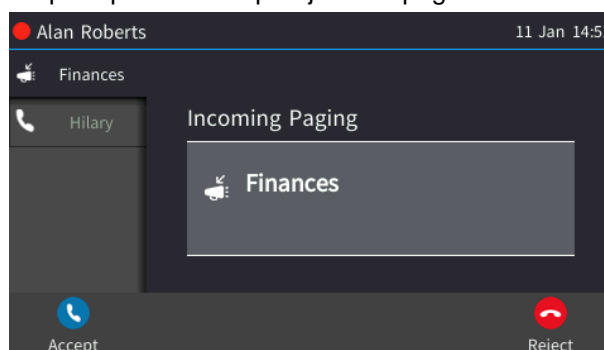 Alan Roberts
11 Jan 14:5
Finances
Hilary
Incoming Paging
Finances
Accept
Reject